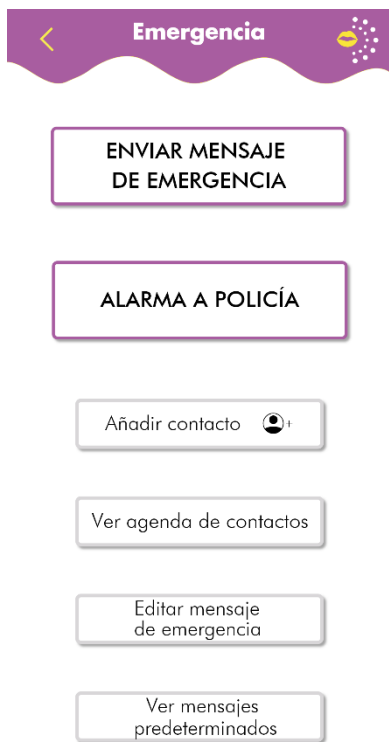 Emergencia
ENVIAR MENSAJE
DE EMERGENCIA
ALARMA A POLICÍA
Añadir contacto
Ver agenda de contactos
Editar mensaje
de emergencia
Ver mensajes
predeterminados